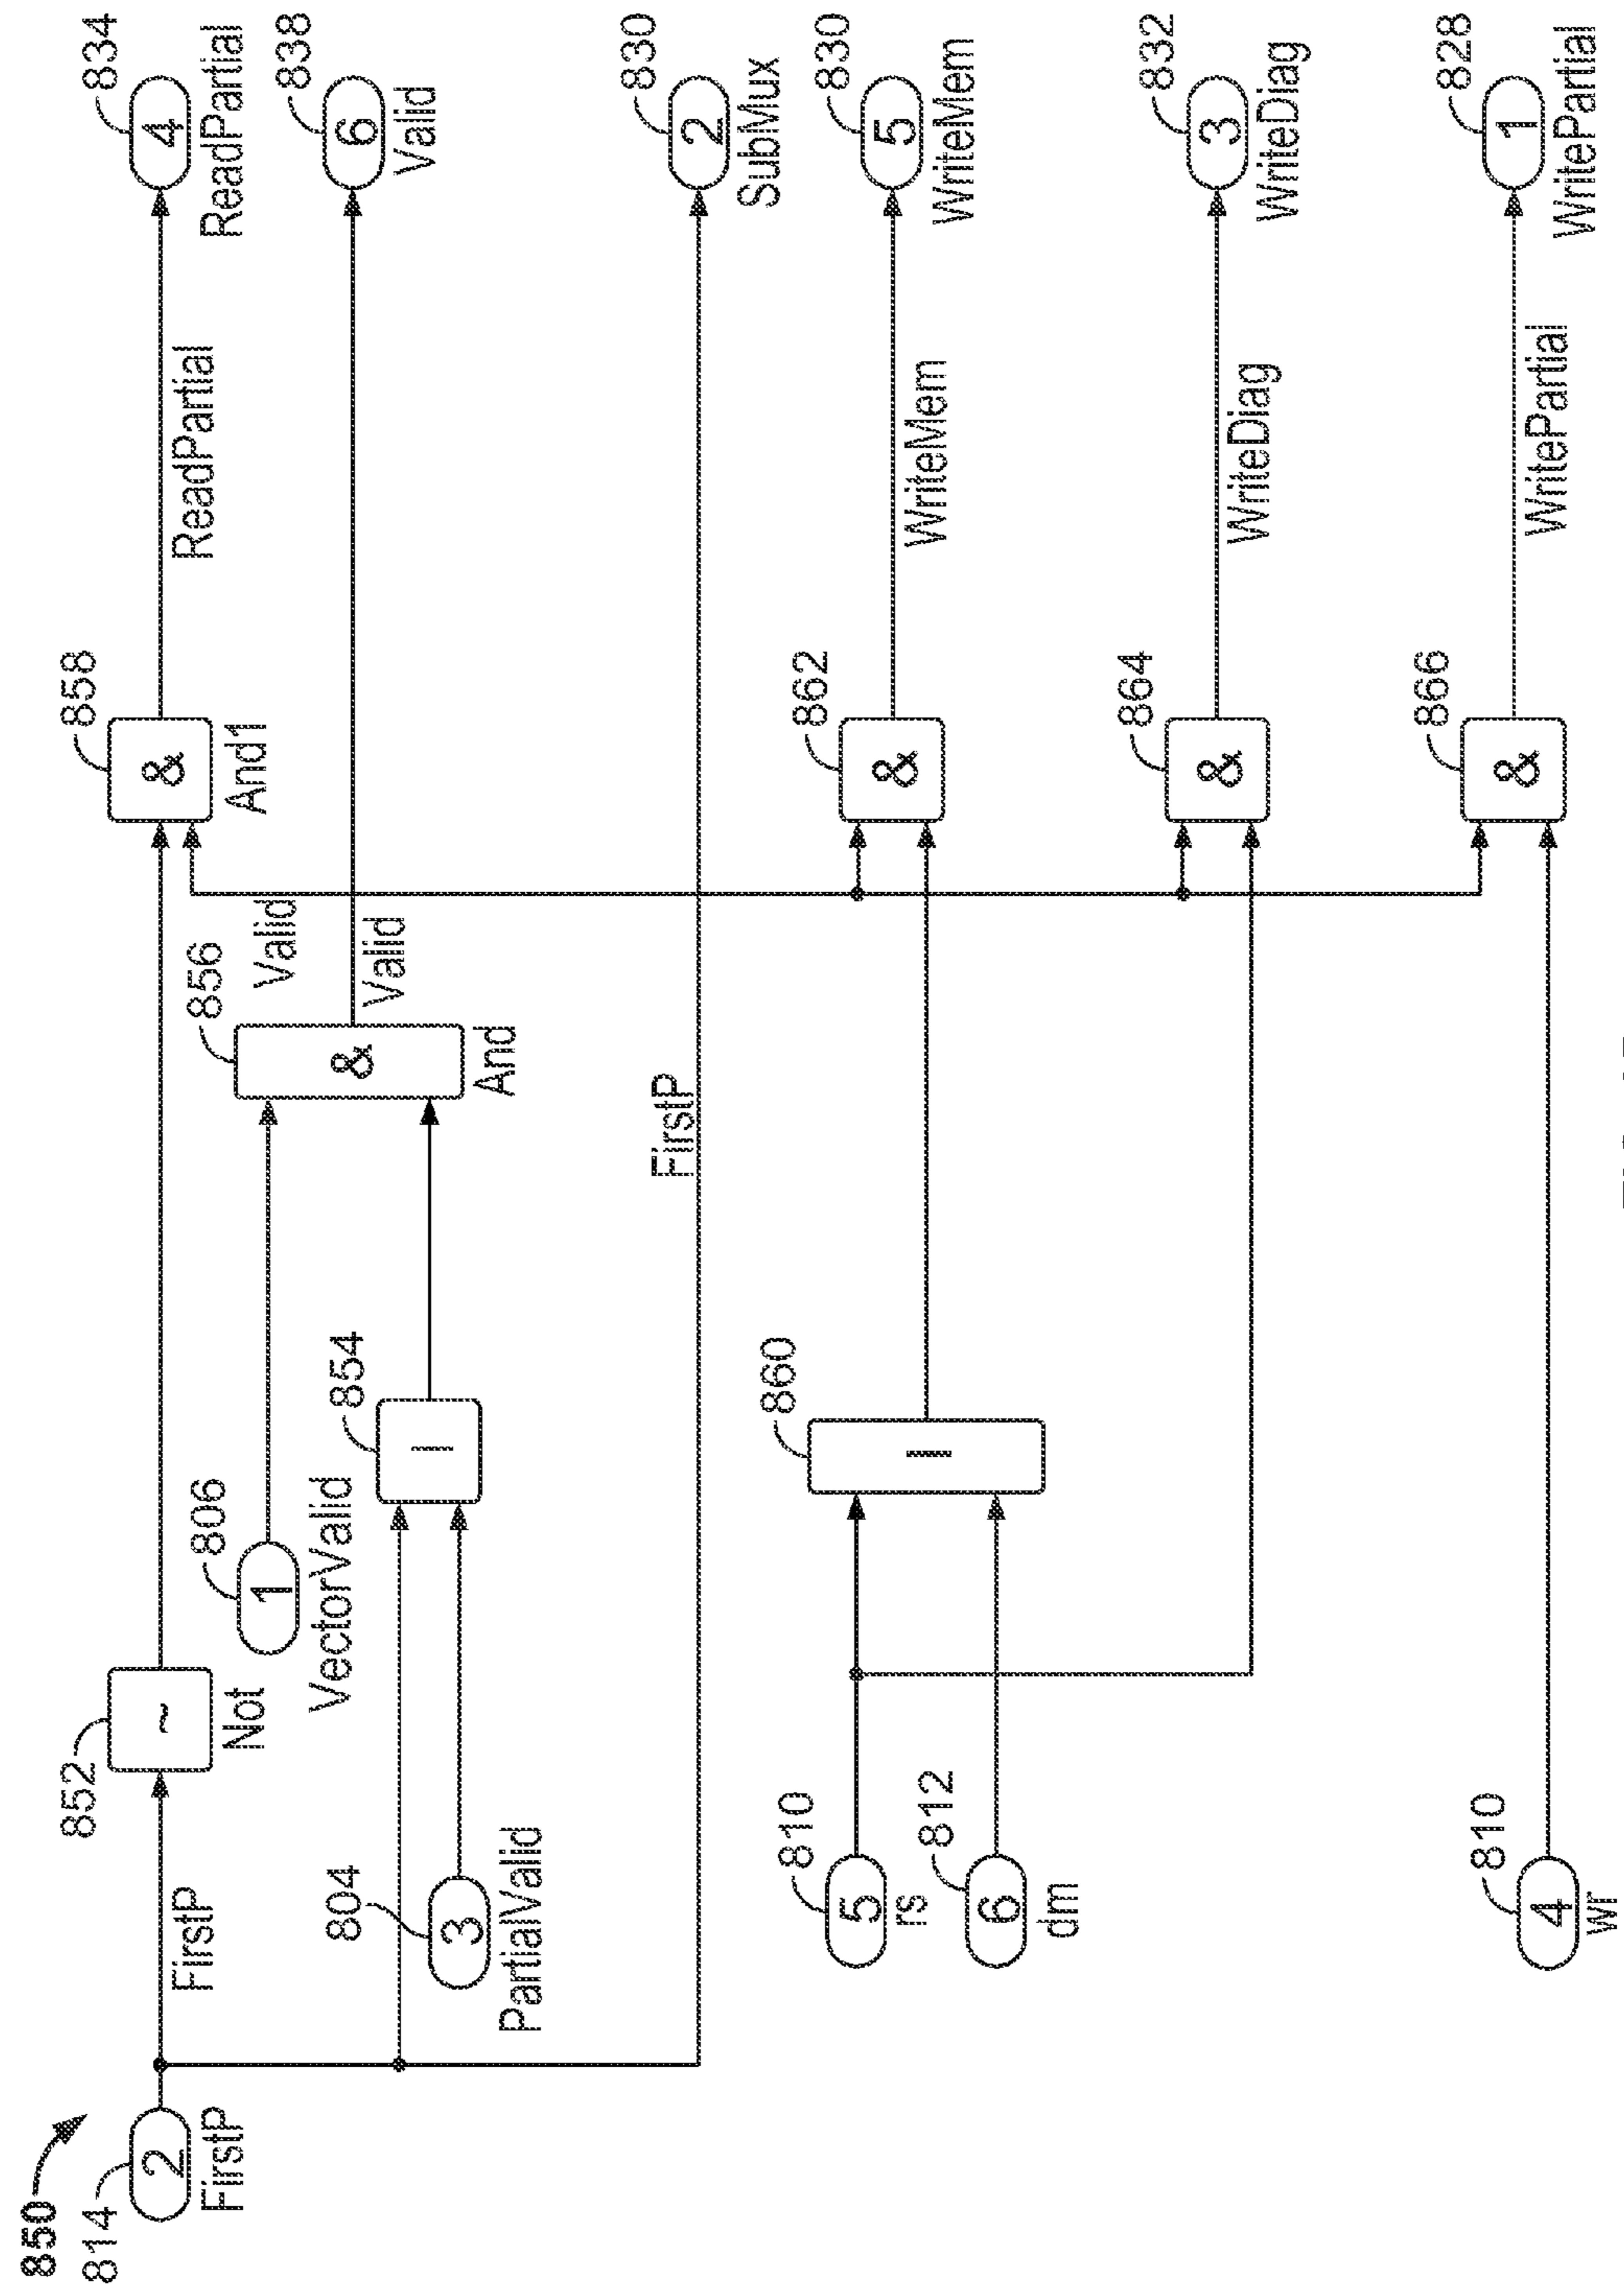 850
814
2
FirstP
FirstP
852
~
Not
858
&
And1
ReadPartial
834
4
ReadPartial
806
1
VectorValid
856
&
And
Valid
Valid
838
6
Valid
804
3
PartialValid
854
|
FirstP
830
2
SubMux
810
5
rs
812
6
dm
860
|
862
&
WriteMem
830
5
WriteMem
864
&
WriteDiag
832
3
WriteDiag
810
4
wr
866
&
WritePartial
828
1
WritePartial